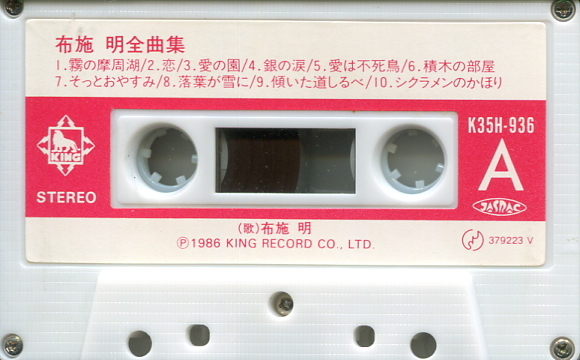 布施 明全曲集
1.霧の摩周湖/2.恋/3.愛の園/4.銀の涙/5.愛は不死鳥/6.積木の部屋
7.そっとおやすみ/8.落葉が雪に/9.傾いた道しるべ/10.シクラメンのかほり
KING
STEREO
K35H-936
A
JASRAC
(歌)布施 明
Ⓟ1986 KING RECORD CO., LTD.
379223 V